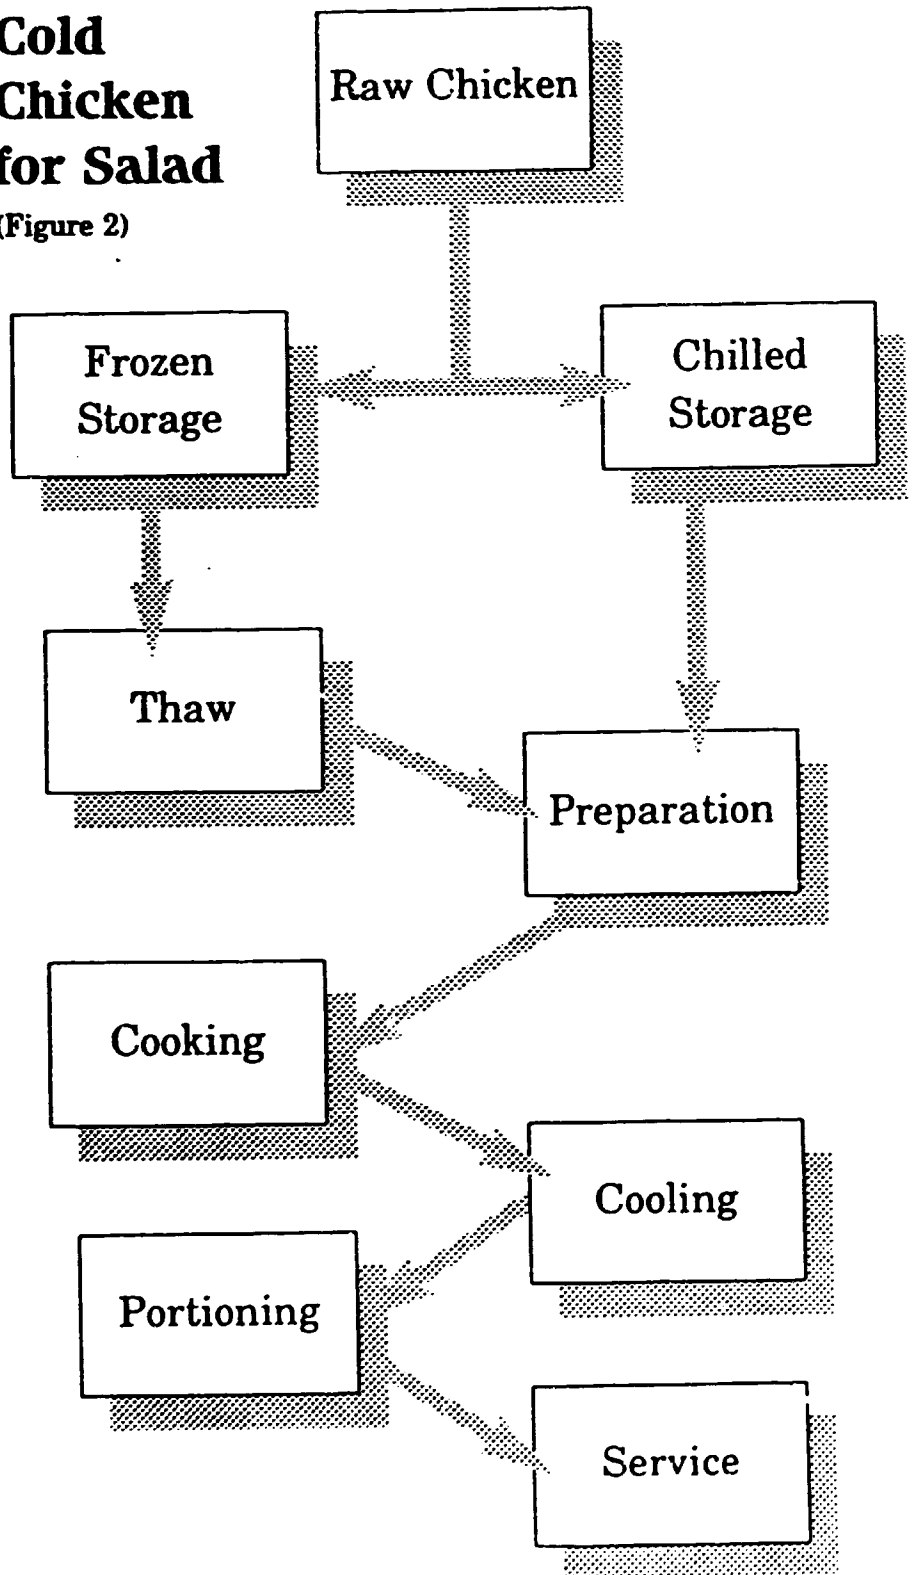 Cold
Chicken
for Salad
(Figure 2)
Raw Chicken
Frozen
Storage
Chilled
Storage
Thaw
Preparation
Cooking
Cooling
Portioning
Service